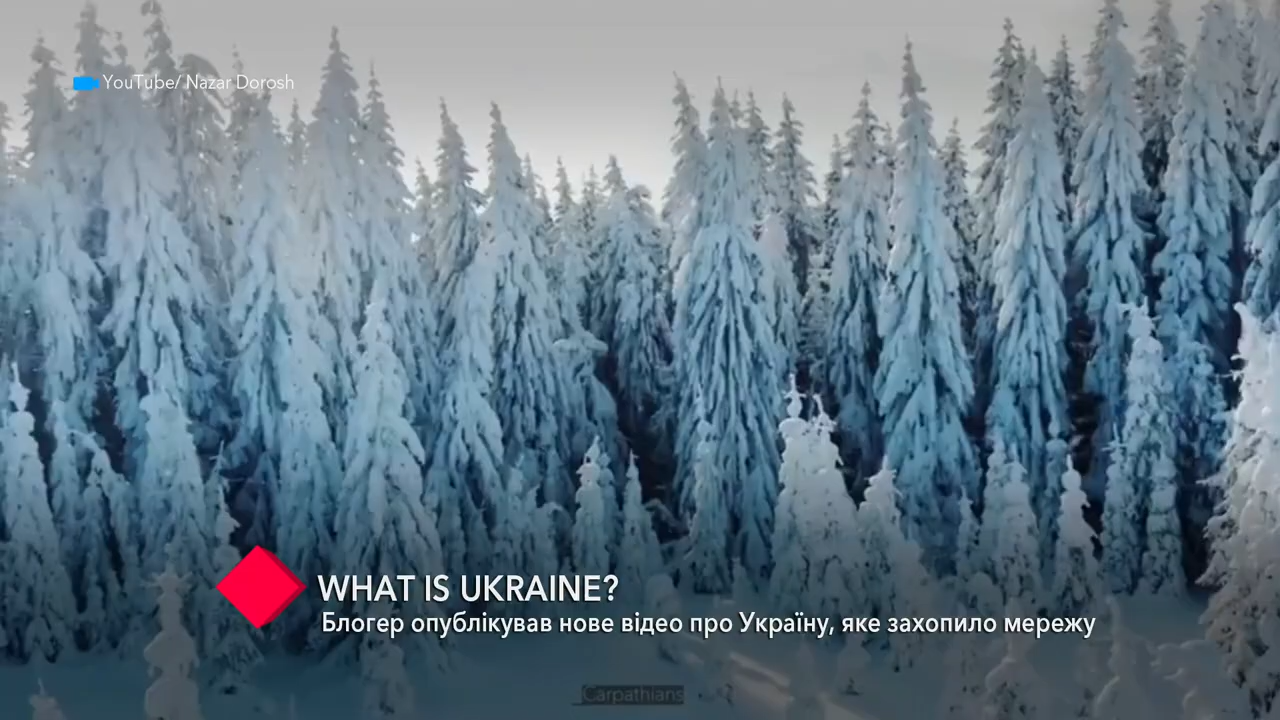 YouTube/ Nazar Dorosh
WHAT IS UKRAINE?
Блогер опублікував нове відео про Україну, яке захопило мережу
Carpathians